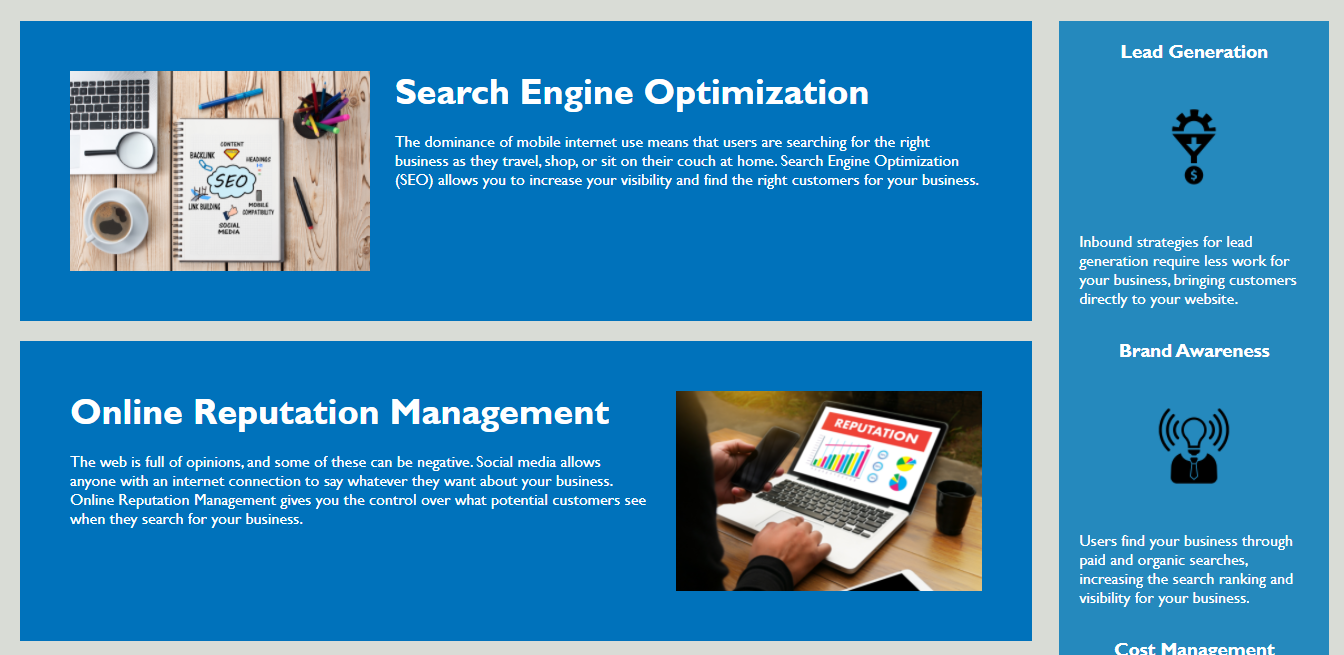 Search Engine Optimization
The dominance of mobile internet use means that users are searching for the right
business as they travel, shop, or sit on their couch at home. Search Engine Optimization
(SEO) allows you to increase your visibility and find the right customers for your business.
CONTENT
BACKLINK
HEADINGS
SEO
LINK BUILDING
MOBILE
COMPATIBILITY
SOCIAL
MEDIA
Online Reputation Management
The web is full of opinions, and some of these can be negative. Social media allows
anyone with an internet connection to say whatever they want about your business.
Online Reputation Management gives you the control over what potential customers see
when they search for your business.
REPUTATION
Lead Generation
$
Inbound strategies for lead
generation require less work for
your business, bringing customers
directly to your website.
Brand Awareness
Users find your business through
paid and organic searches,
increasing the search ranking and
visibility for your business.
Cost Management